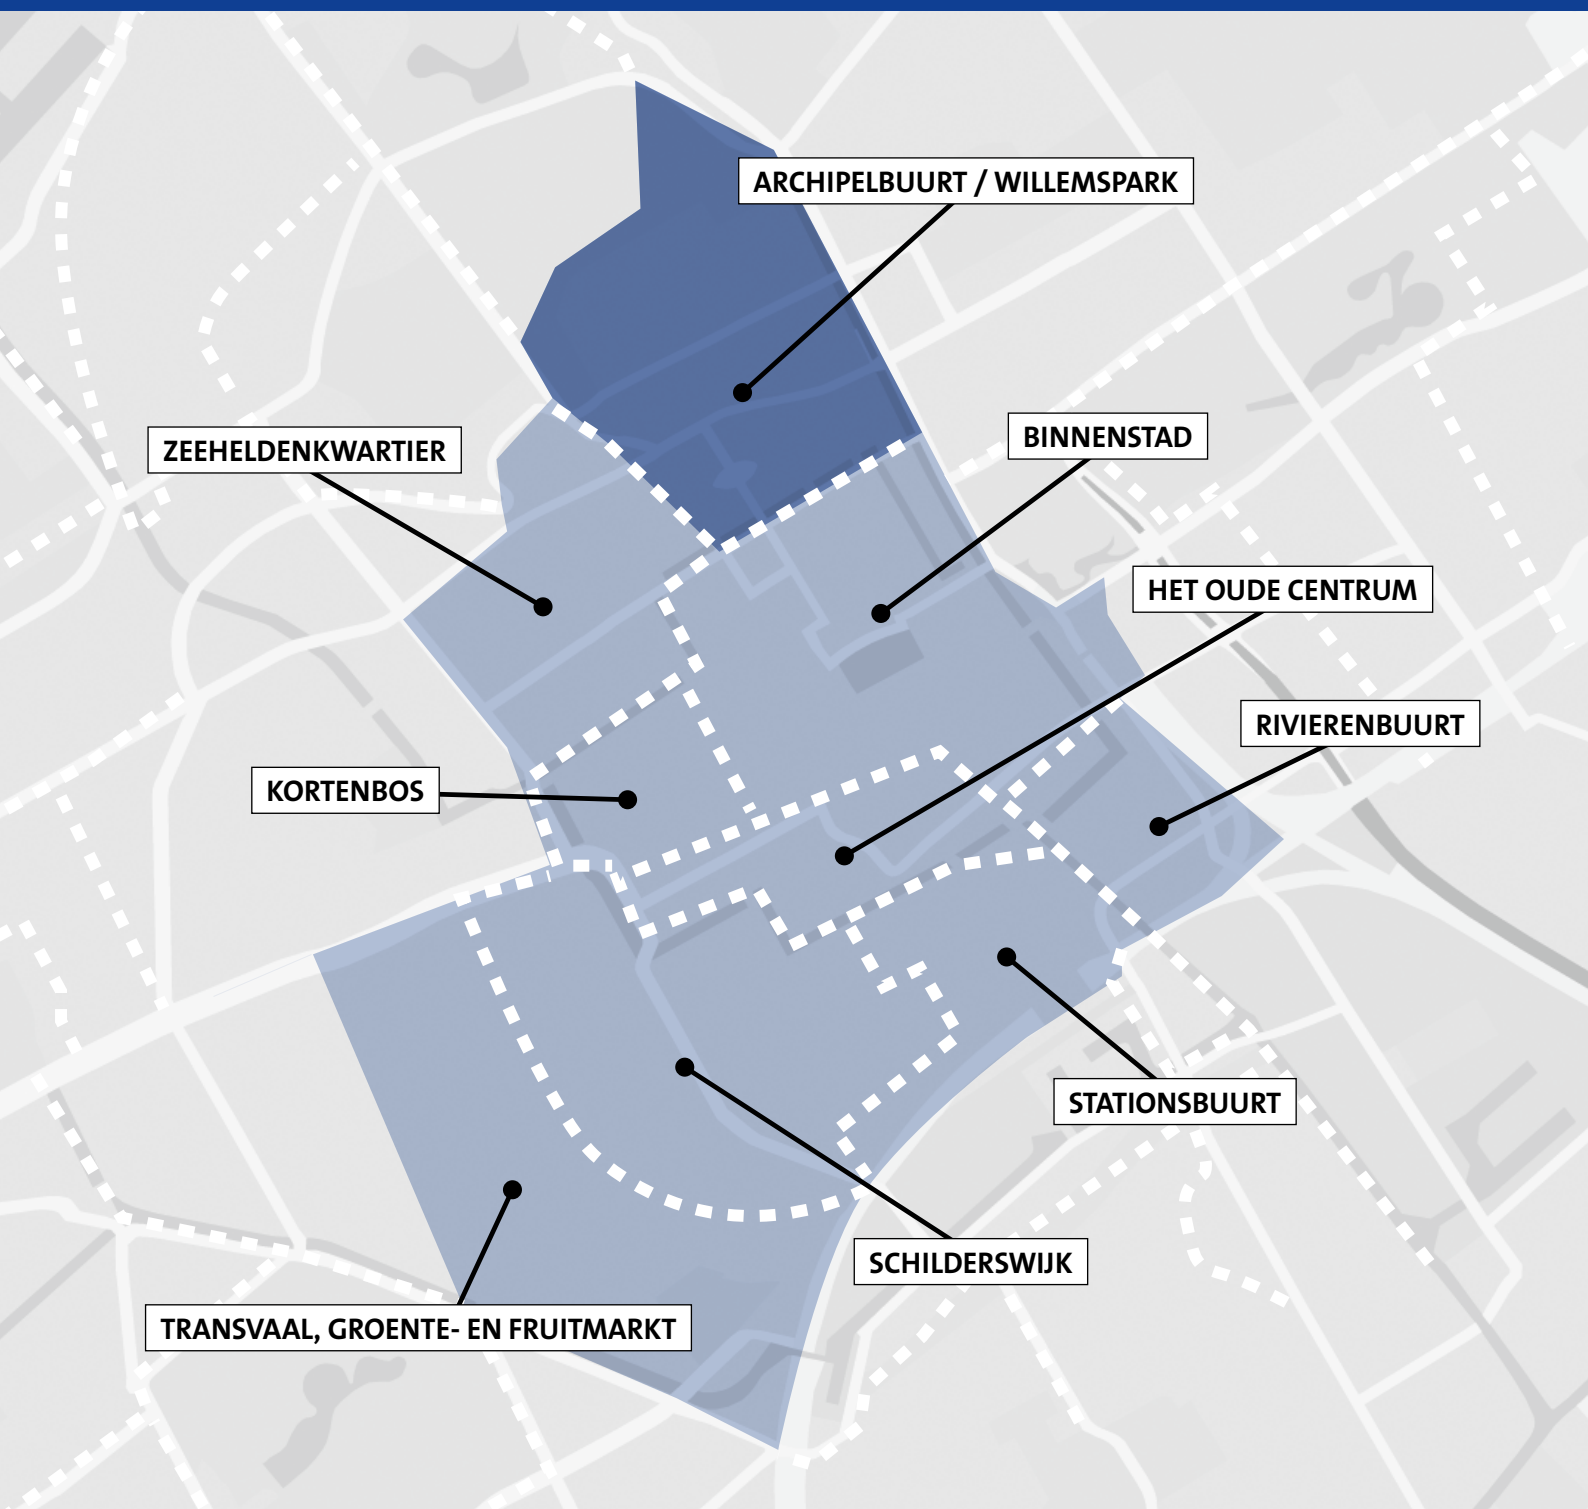 ARCHIPELBUURT / WILLEMSPARK
BINNENSTAD
ZEEHELDENKWARTIER
HET OUDE CENTRUM
RIVIERENBUURT
KORTENBOS
STATIONSBUURT
SCHILDERSWIJK
TRANSVAAL, GROENTE- EN FRUITMARKT